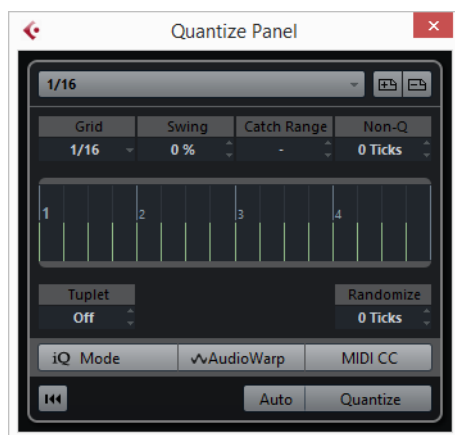 Quantize Panel
1/16
Grid Swing Catch Range Non-Q
1/16 0 % - 0 Ticks
1 2 3 4
Tuplet Randomize
Off 0 Ticks
iQ Mode AudioWarp MIDI CC
Auto Quantize